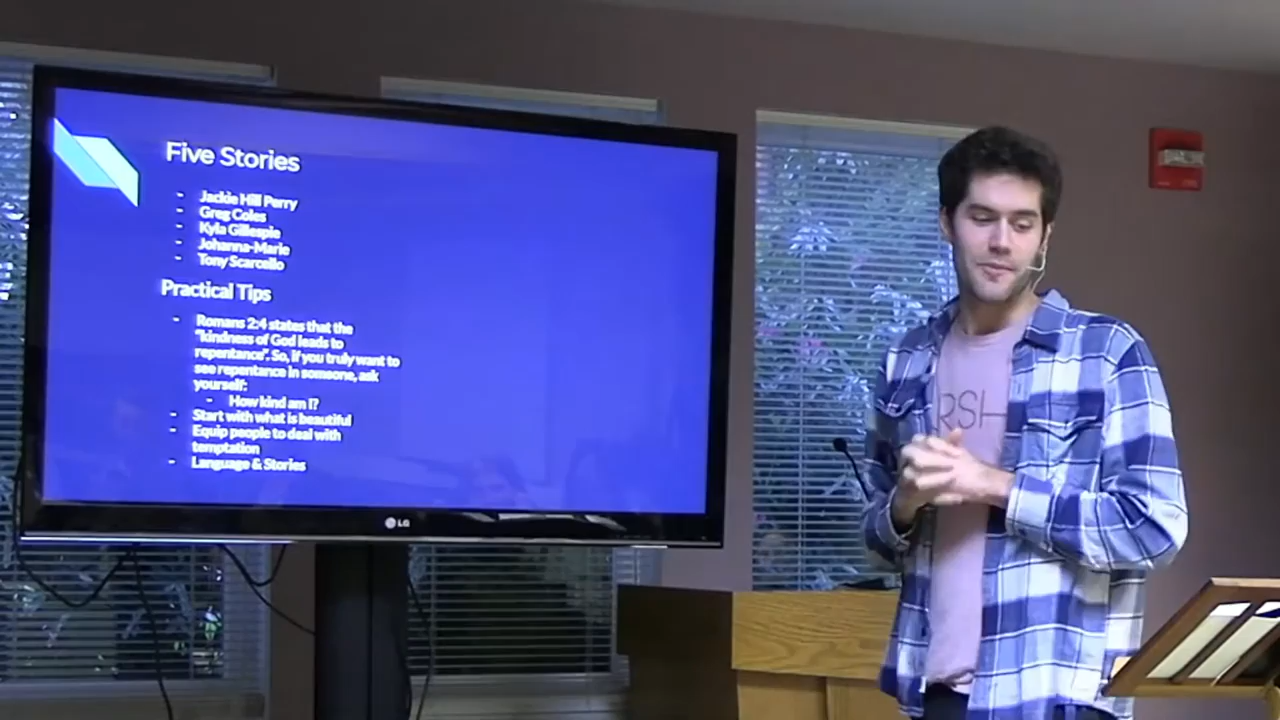 Five Stories
- Jackie Hill Perry
- Greg Coles
- Kyla Gillespie
- Johanna-Marie
- Tony Scarcello
Practical Tips
- Romans 2:4 states that the
"kindness of God leads to
repentance". So, if you truly want to
see repentance in someone, ask
yourself:
- How kind am I?
- Start with what is beautiful
- Equip people to deal with
temptation
- Language & Stories
LG
RSH